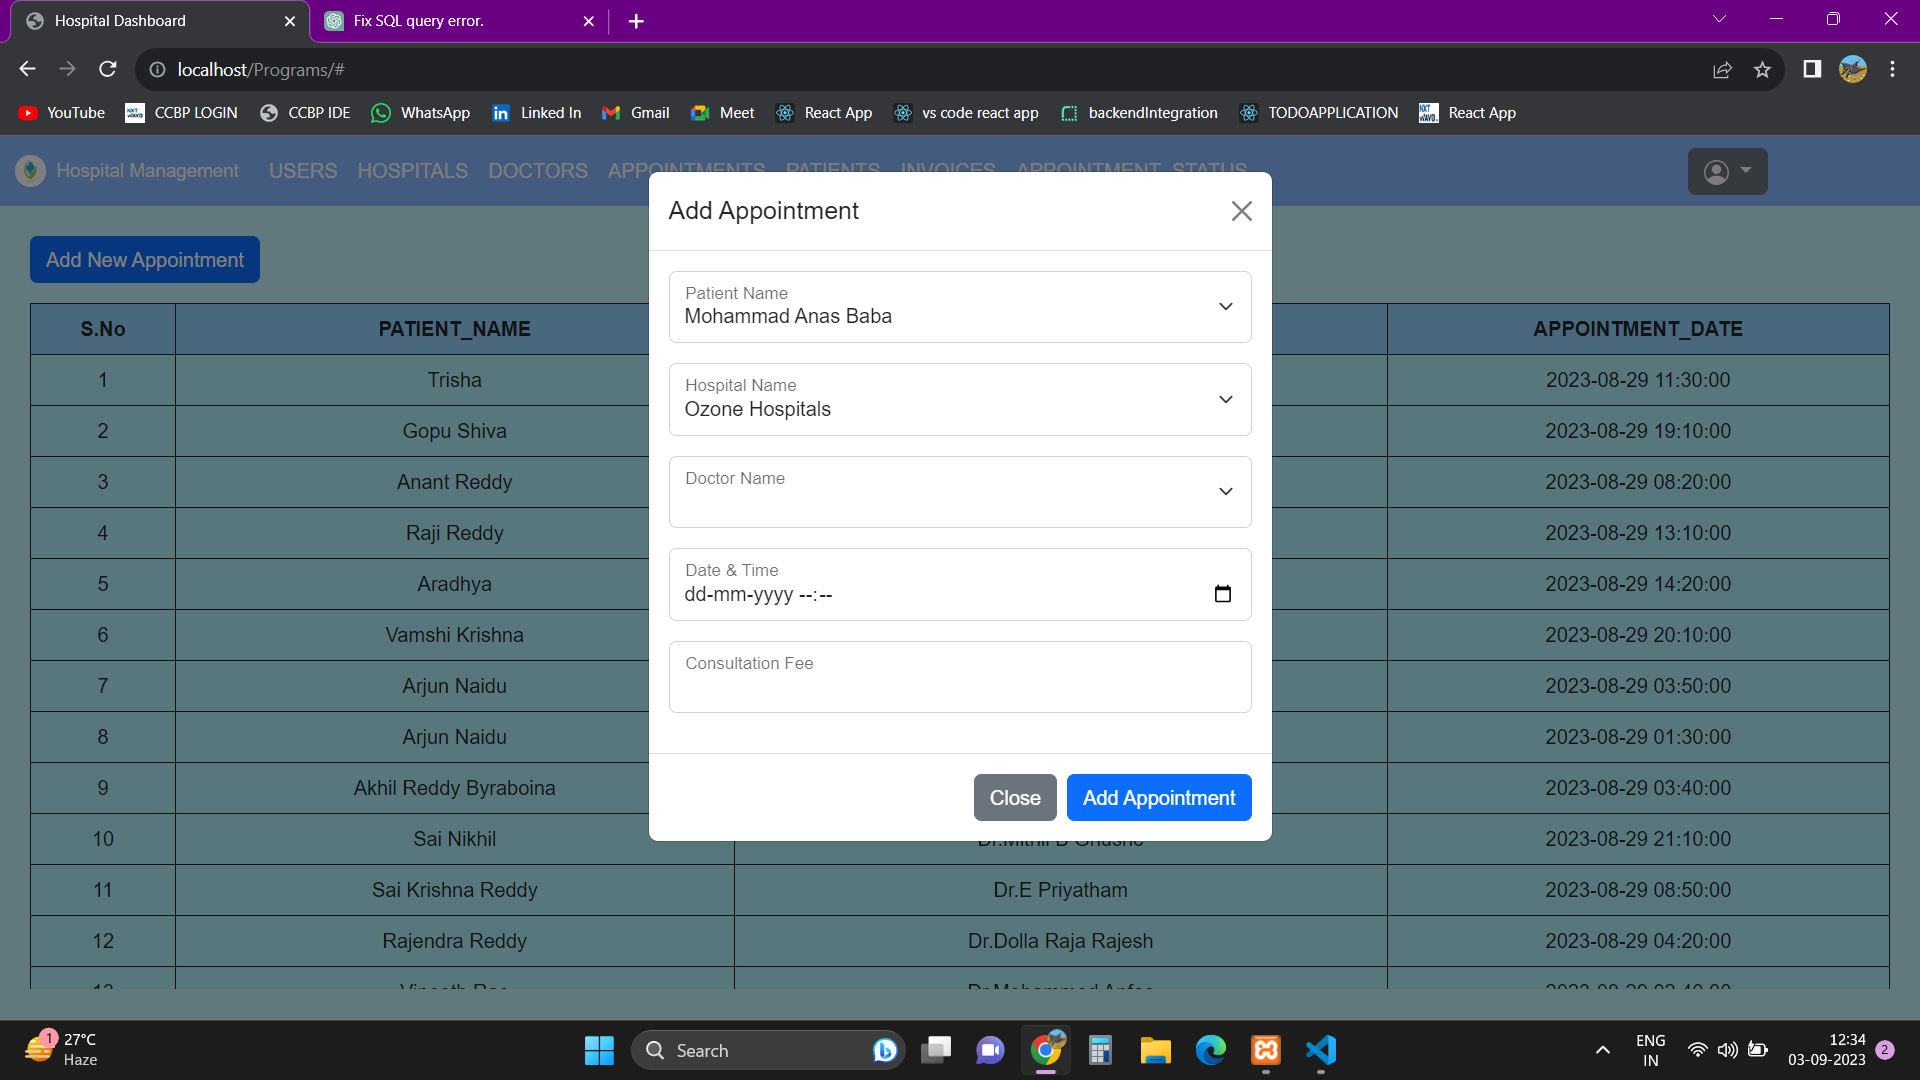 Hospital Dashboard
Fix SQL query error.
localhost/Programs/#
YouTube CCBP LOGIN CCBP IDE WhatsApp Linked In Gmail Meet React App vs code react app backendIntegration TODOAPPLICATION React App
Hospital Management USERS HOSPITALS DOCTORS APPOINTMENTS PATIENTS INVOICES APPOINTMENT_STATUS
Add Appointment
Add New Appointment
Patient Name
Mohammad Anas Baba
Hospital Name
Ozone Hospitals
Doctor Name
Date & Time
dd-mm-yyyy --:--
Consultation Fee
Close Add Appointment
S.No PATIENT_NAME APPOINTMENT_DATE
1 Trisha 2023-08-29 11:30:00
2 Gopu Shiva 2023-08-29 19:10:00
3 Anant Reddy 2023-08-29 08:20:00
4 Raji Reddy 2023-08-29 13:10:00
5 Aradhya 2023-08-29 14:20:00
6 Vamshi Krishna 2023-08-29 20:10:00
7 Arjun Naidu 2023-08-29 03:50:00
8 Arjun Naidu 2023-08-29 01:30:00
9 Akhil Reddy Byraboina 2023-08-29 03:40:00
10 Sai Nikhil 2023-08-29 21:10:00
11 Sai Krishna Reddy Dr.E Priyatham 2023-08-29 08:50:00
12 Rajendra Reddy Dr.Dolla Raja Rajesh 2023-08-29 04:20:00
1
27°C
Haze
Search
ENG
IN
12:34
03-09-2023
2